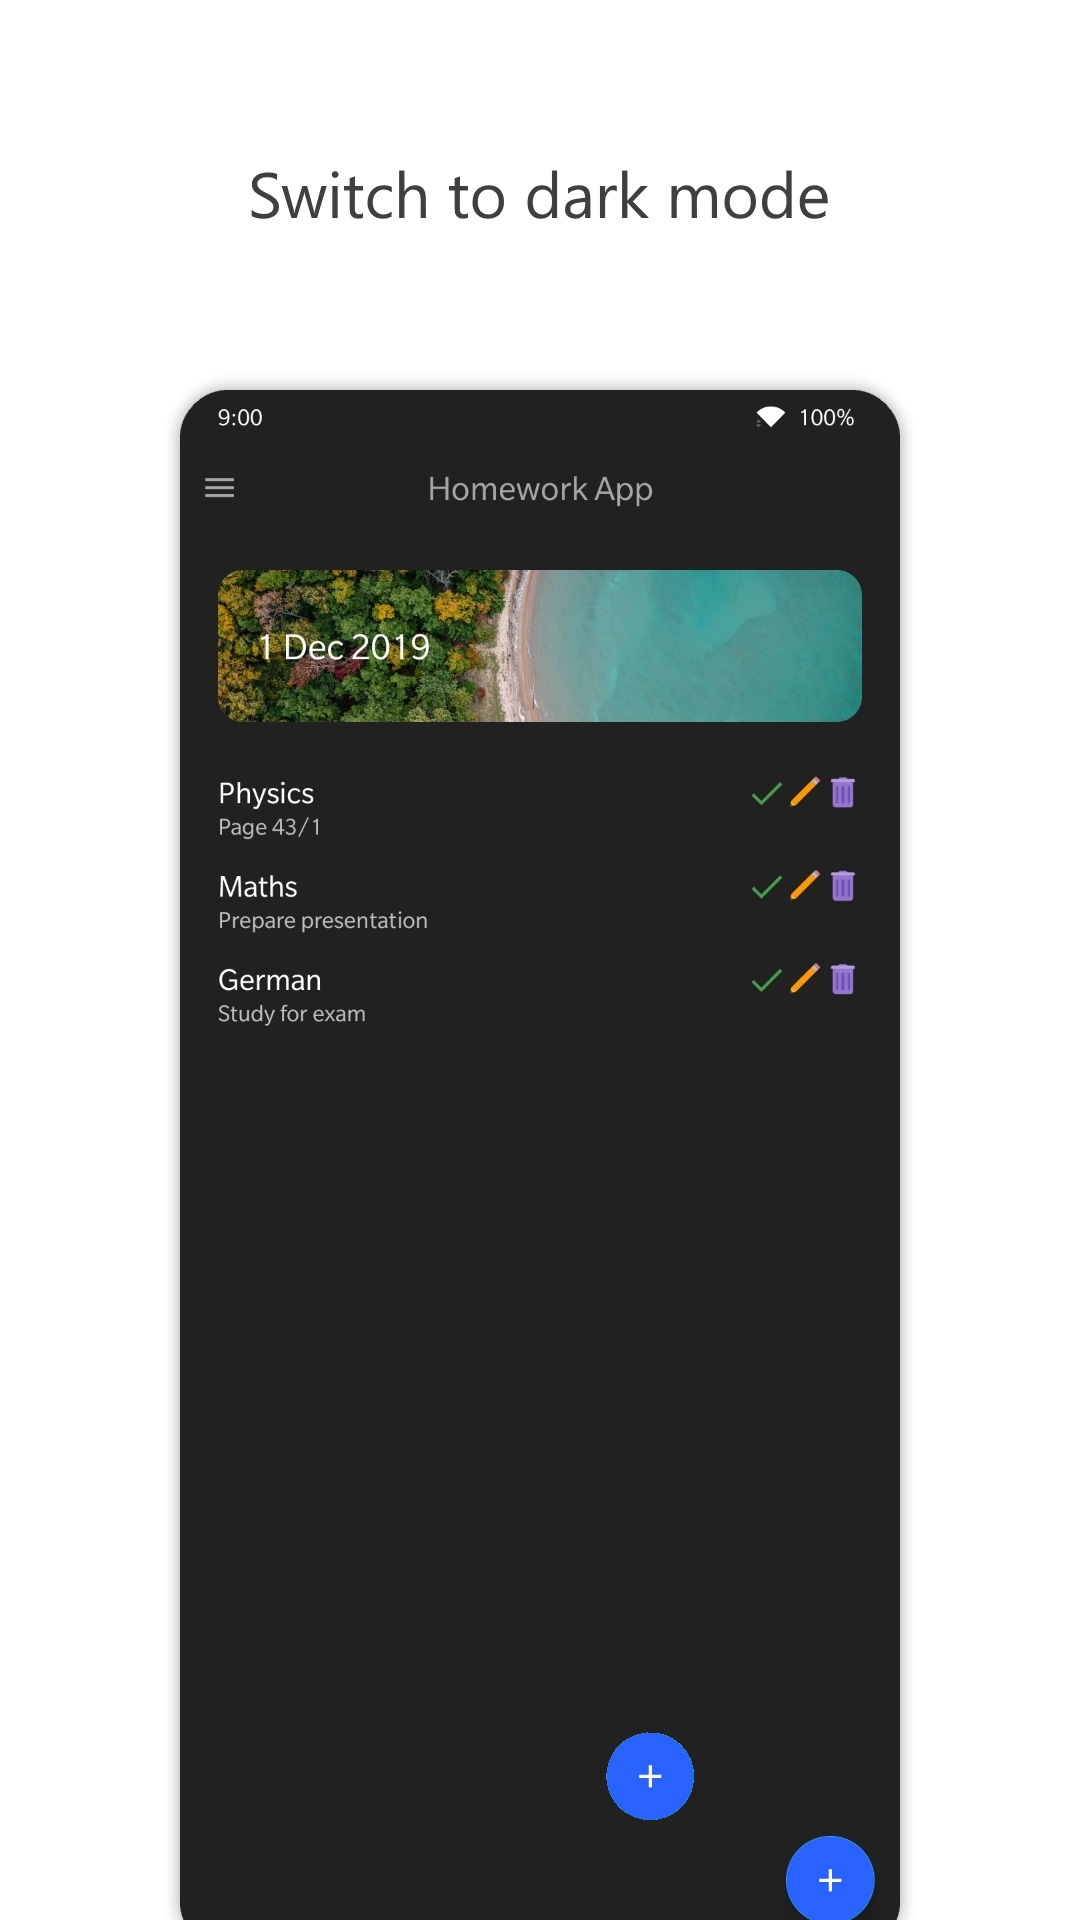 Switch to dark mode
9:00 100%
Homework App
1 Dec 2019
Physics
Page 43/1
Maths
Prepare presentation
German
Study for exam
+
+